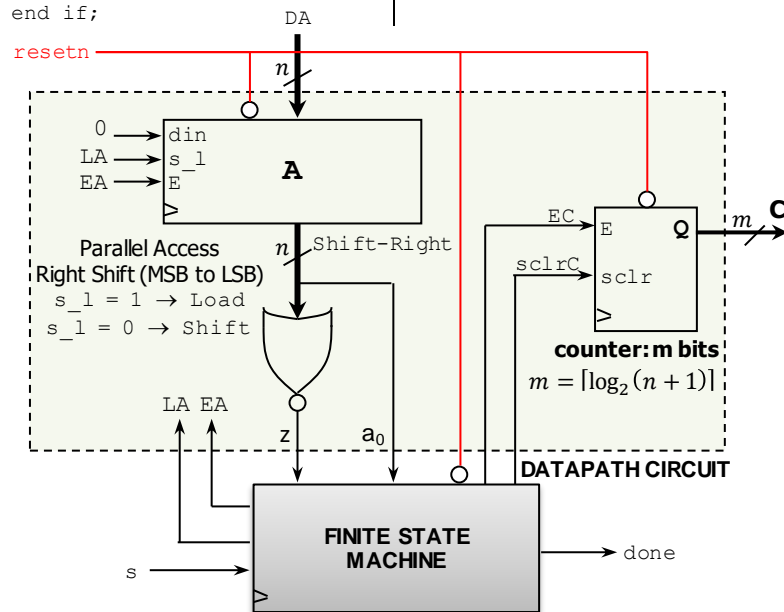 end if;
DA
resetn
n
0
din
LA
s_l
EA
E
A
EC
E
Q
m
C
n
Shift-Right
Parallel Access
Right Shift (MSB to LSB)
s_l = 1 → Load
s_l = 0 → Shift
sclrC
sclr
counter: m bits
m = ⌈log₂(n + 1)⌉
LA EA
z
a₀
DATAPATH CIRCUIT
FINITE STATE
MACHINE
s
done